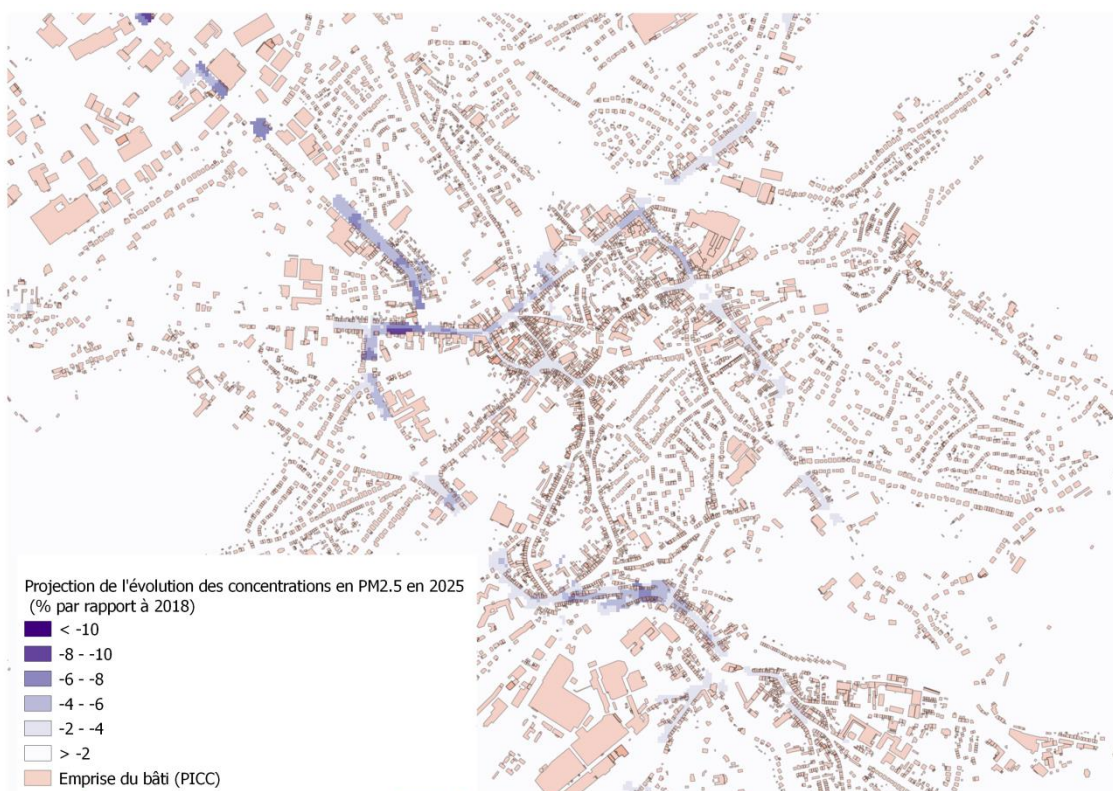 Projection de l'évolution des concentrations en PM2.5 en 2025
(% par rapport à 2018)
< -10
-8 - -10
-6 - -8
-4 - -6
-2 - -4
> -2
Emprise du bâti (PICC)